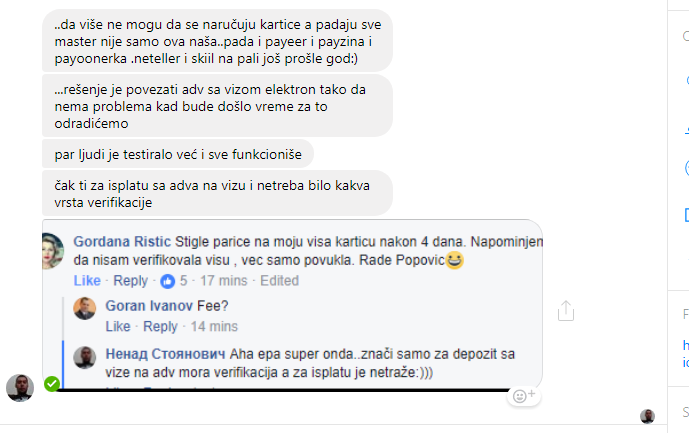 ..da više ne mogu da se naručuju kartice a padaju sve
master nije samo ova naša..pada i payeer i payzina i
payoonerka .neteller i skiil na pali još prošle god:)
...rešenje je povezati adv sa vizom elektron tako da
nema problema kad bude došlo vreme za to
odradićemo
par ljudi je testiralo već i sve funkcioniše
čak ti za isplatu sa adva na vizu i netreba bilo kakva
vrsta verifikacije
Gordana Ristic Stigle parice na moju visa karticu nakon 4 dana. Napominjem
da nisam verifikovala visu , vec samo povukla. Rade Popovic
Like · Reply · 5 · 17 mins · Edited
Goran Ivanov Fee?
Like · Reply · 14 mins
Ненад Стоянович Aha epa super onda..znači samo za depozit sa
vize na adv mora verifikacija a za isplatu je netraže:)))